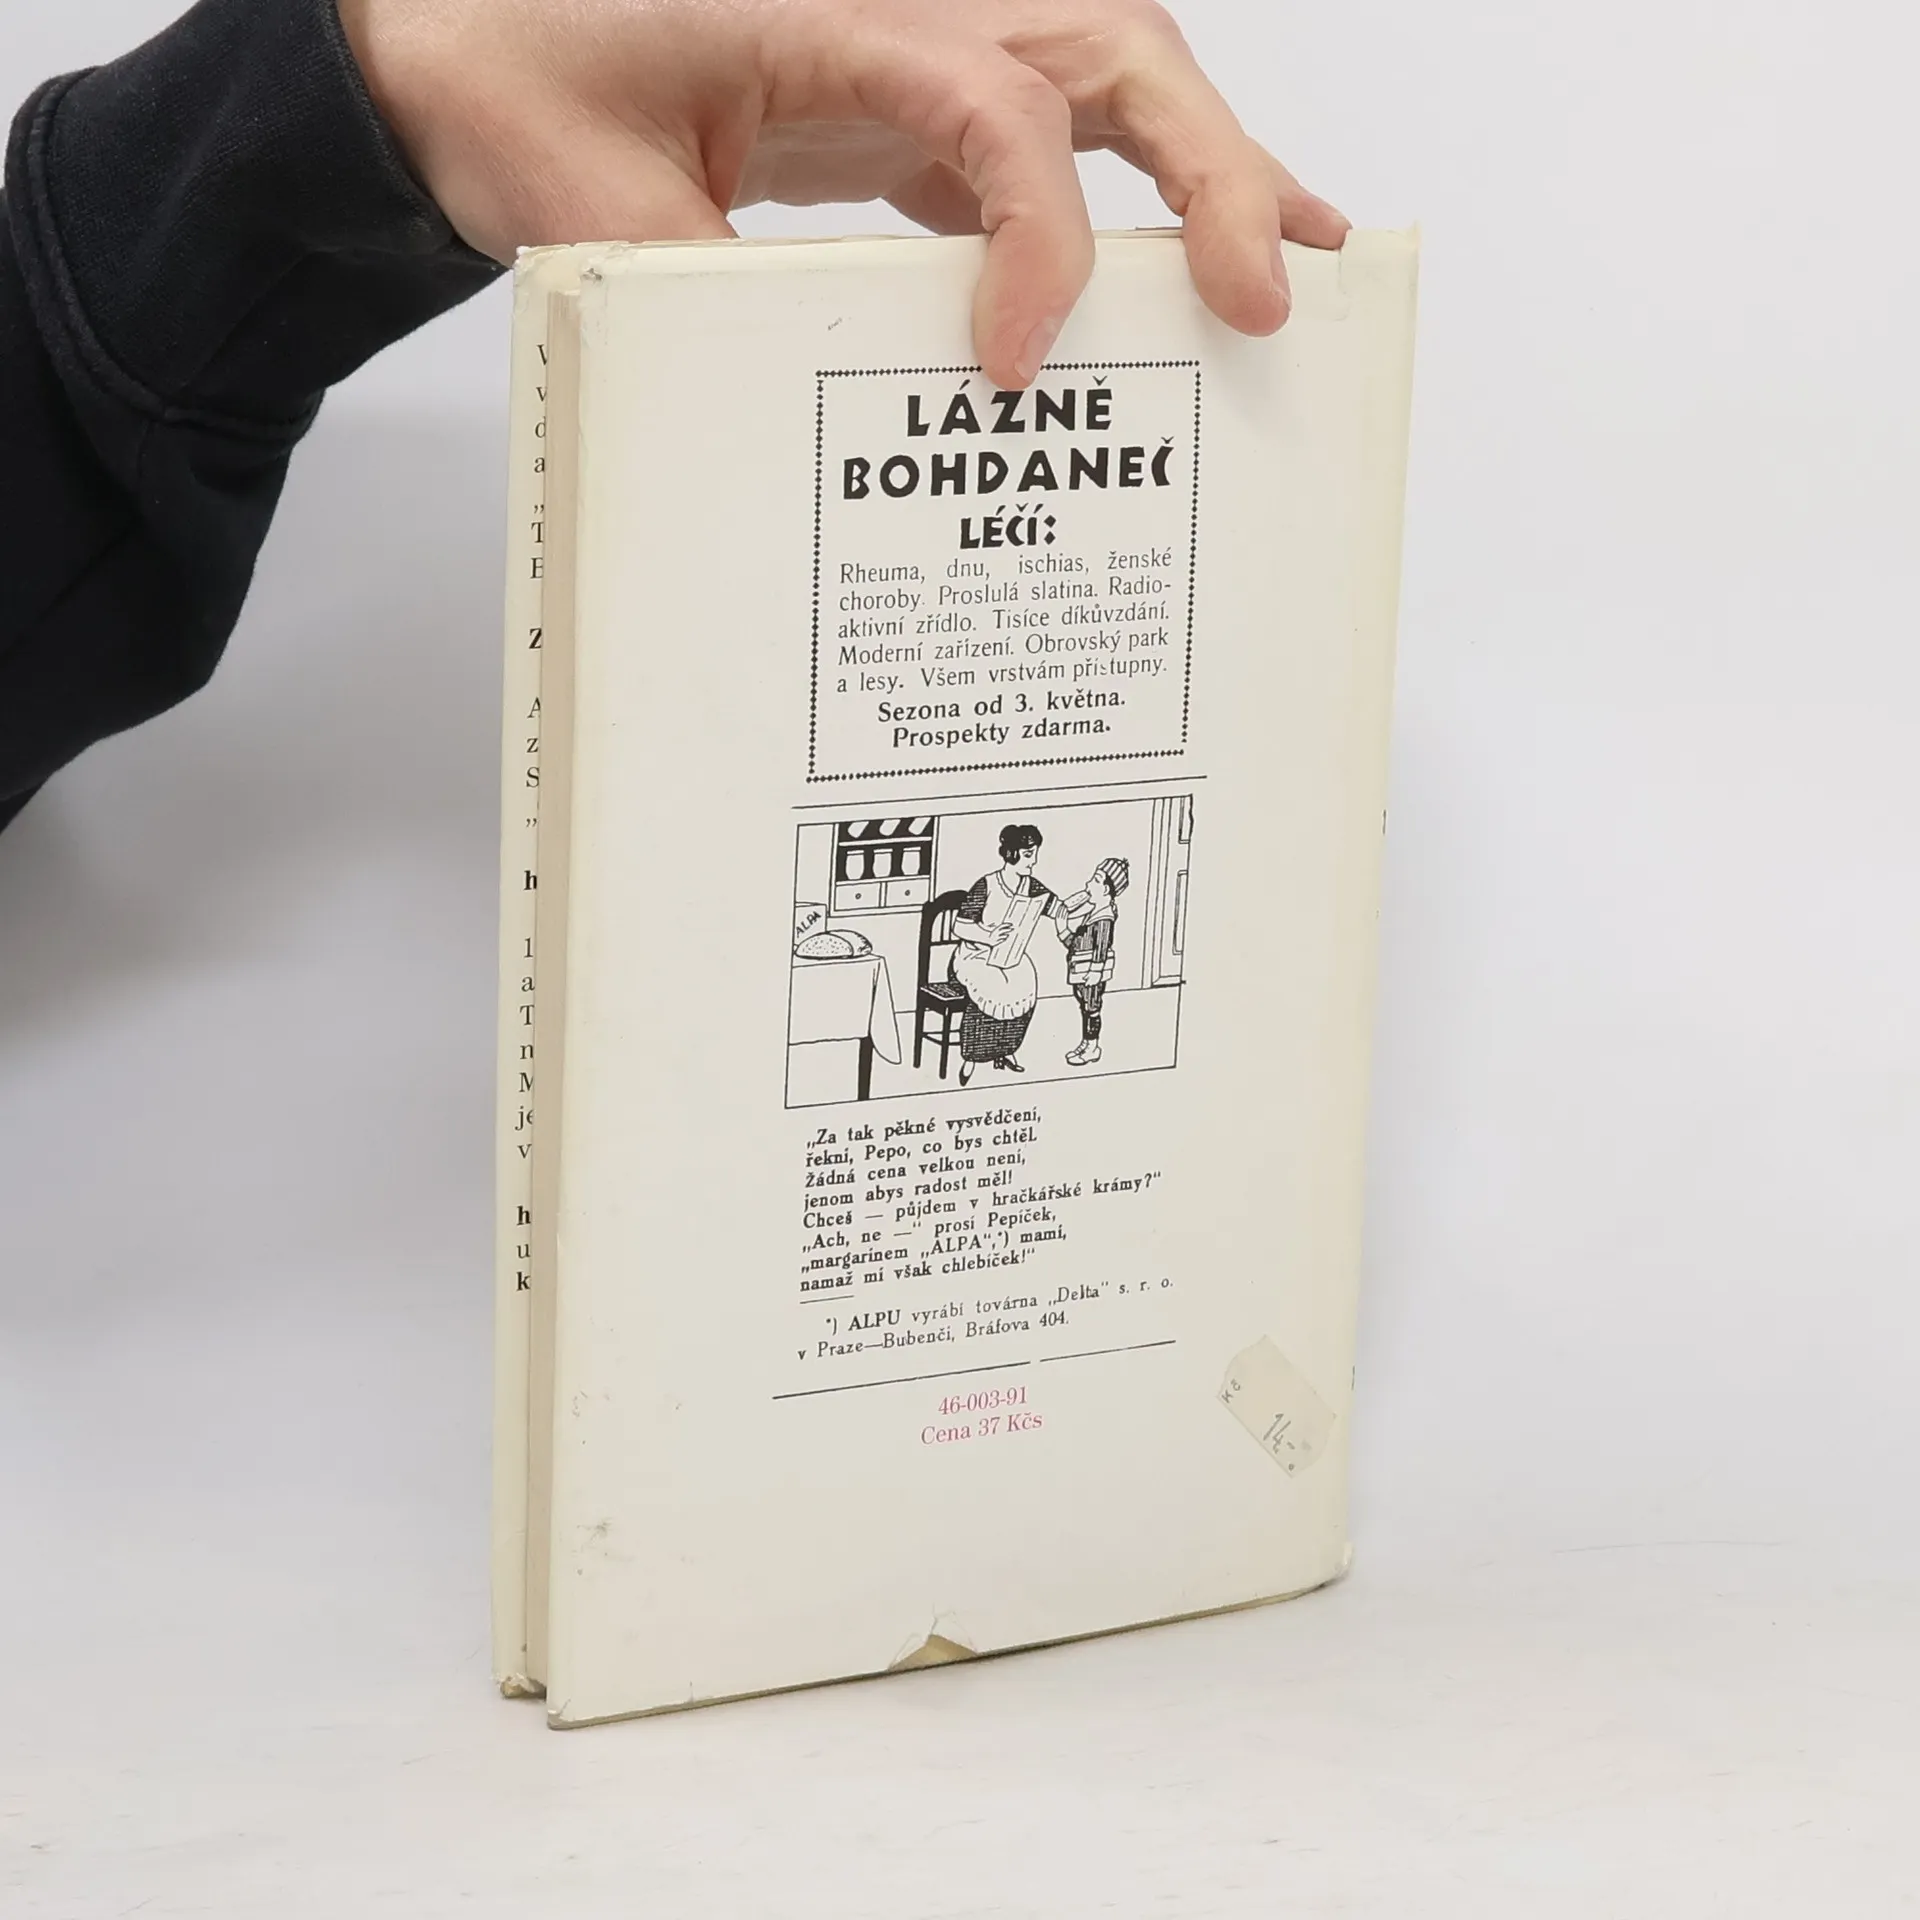 LÁZNĚ
BOHDANEČ
LÉČÍ:
Rheuma, dnu, ischias, ženské
choroby. Proslulá slatina. Radio-
aktivní zřídlo. Tisíce díkůvzdání.
Moderní zařízení. Obrovský park
a lesy. Všem vrstvám přístupny.
Sezona od 3. května.
Prospekty zdarma.
ALPA
„Za tak pěkné vysvědčení,
řekni, Pepo, co bys chtěl.
Žádná cena velkou není,
jenom abys radost měl!
Chceš — půjdem v hračkářské krámy?“
„Ach, ne —“ prosí Pepíček,
„margarinem „ALPA“,*) mami,
namaž mi však chlebíček!“
*) ALPU vyrábí továrna „Delta“ s. r. o.
v Praze—Bubenči, Bráfova 404.
46-003-91
Cena 37 Kčs
Kč
14,-